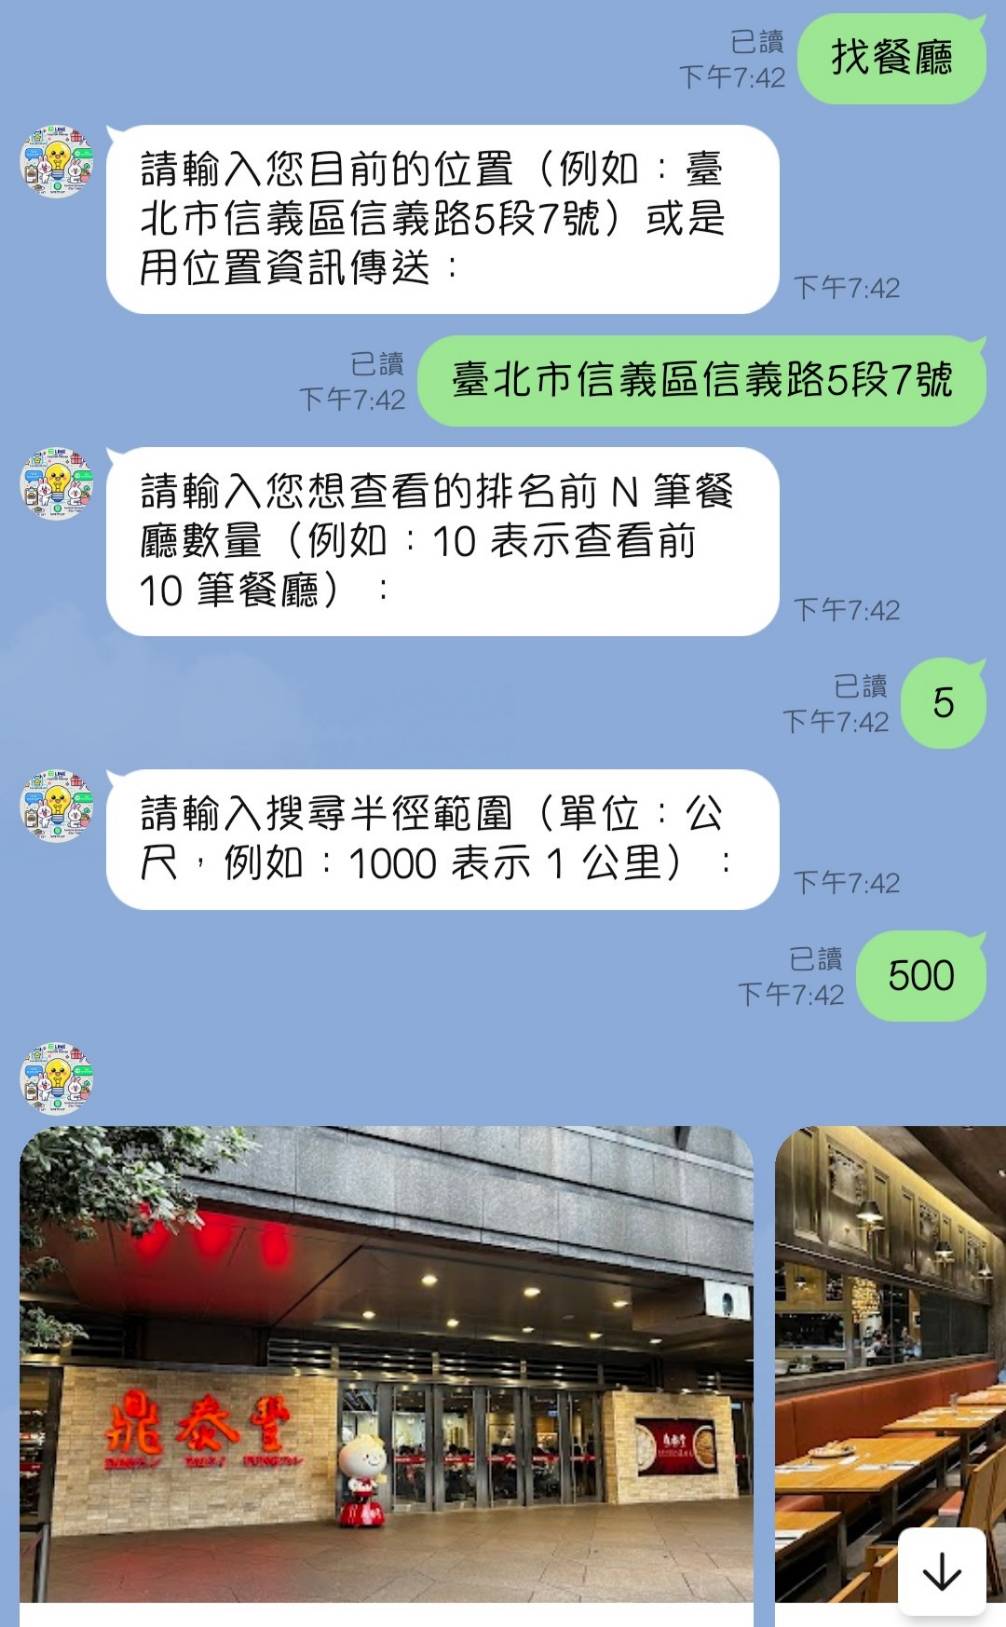 已讀
下午7:42
找餐廳
請輸入您目前的位置（例如：臺
北市信義區信義路5段7號）或是
用位置資訊傳送：
下午7:42
已讀
下午7:42
臺北市信義區信義路5段7號
請輸入您想查看的排名前 N 筆餐
廳數量（例如：10 表示查看前
10 筆餐廳）：
下午7:42
已讀
下午7:42
5
請輸入搜尋半徑範圍（單位：公
尺，例如：1000 表示 1 公里）：
下午7:42
已讀
下午7:42
500
鼎泰豐
鼎泰豐